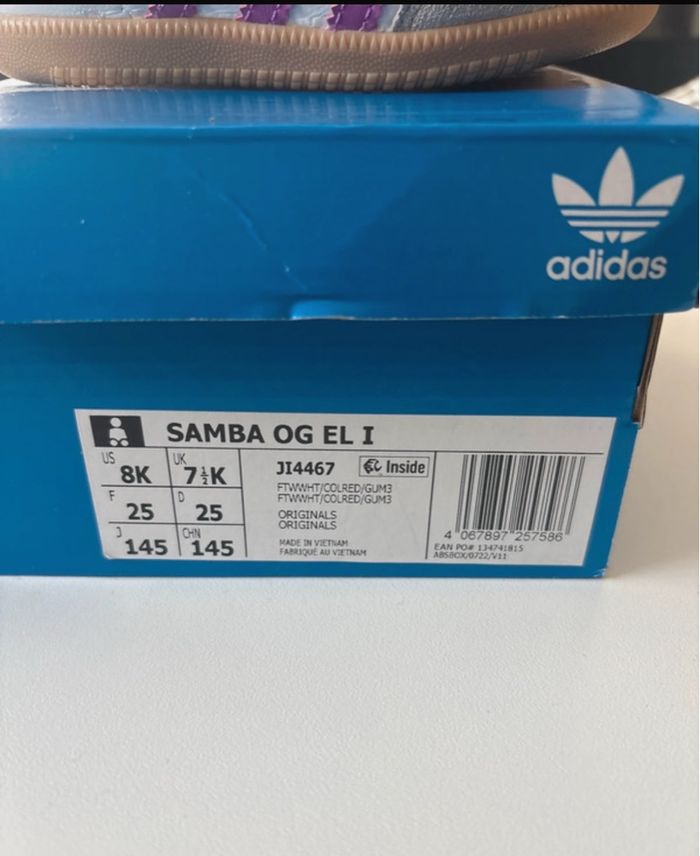 adidas
SAMBA OG EL I
US 8K UK 7½K
F 25 D 25
J 145 CHN 145
JI4467 Inside
FTWWHT/COLRED/GUM3
FTWWHT/COLRED/GUM3
ORIGINALS
ORIGINALS
MADE IN VIETNAM
FABRIQUÉ AU VIETNAM
4 067897 257586
EAN PO# 134741815
ABSBOX/0722/V11